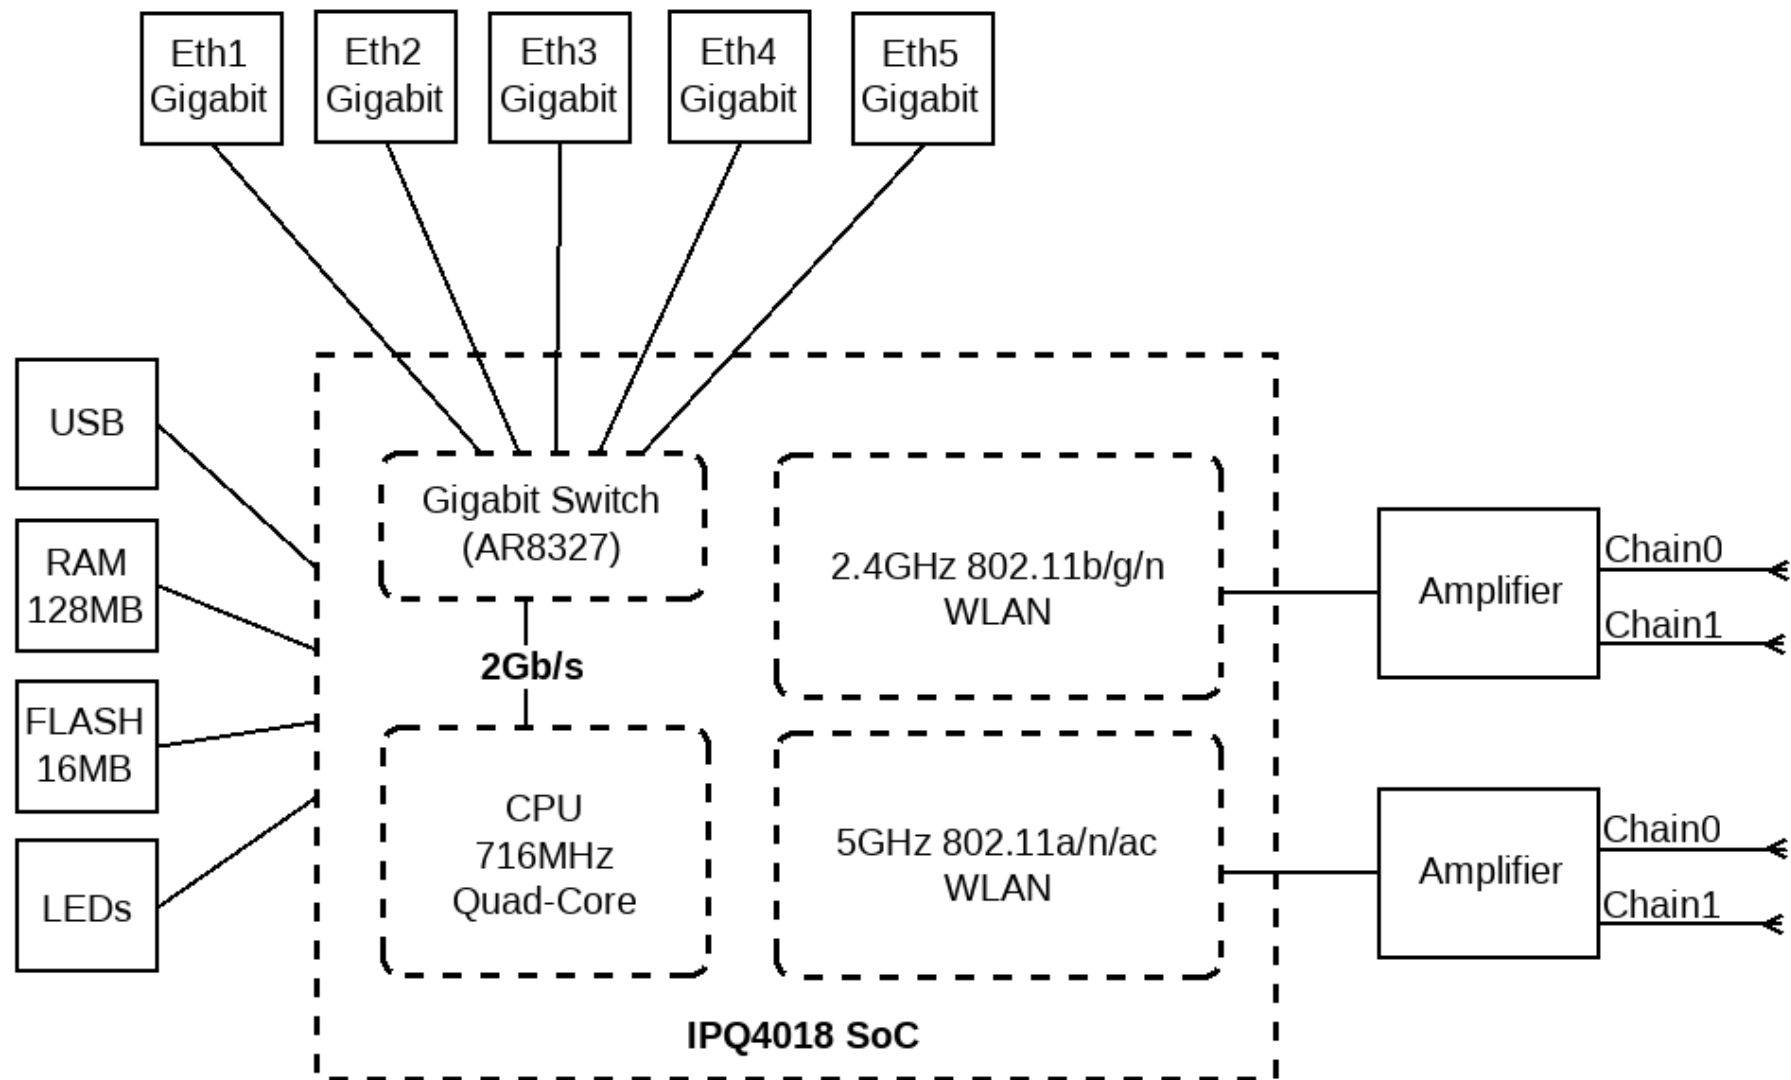 Eth1
Gigabit
Eth2
Gigabit
Eth3
Gigabit
Eth4
Gigabit
Eth5
Gigabit
USB
RAM
128MB
FLASH
16MB
LEDs
Gigabit Switch
(AR8327)
2Gb/s
CPU
716MHz
Quad-Core
2.4GHz 802.11b/g/n
WLAN
5GHz 802.11a/n/ac
WLAN
IPQ4018 SoC
Amplifier
Chain0
Chain1
Amplifier
Chain0
Chain1